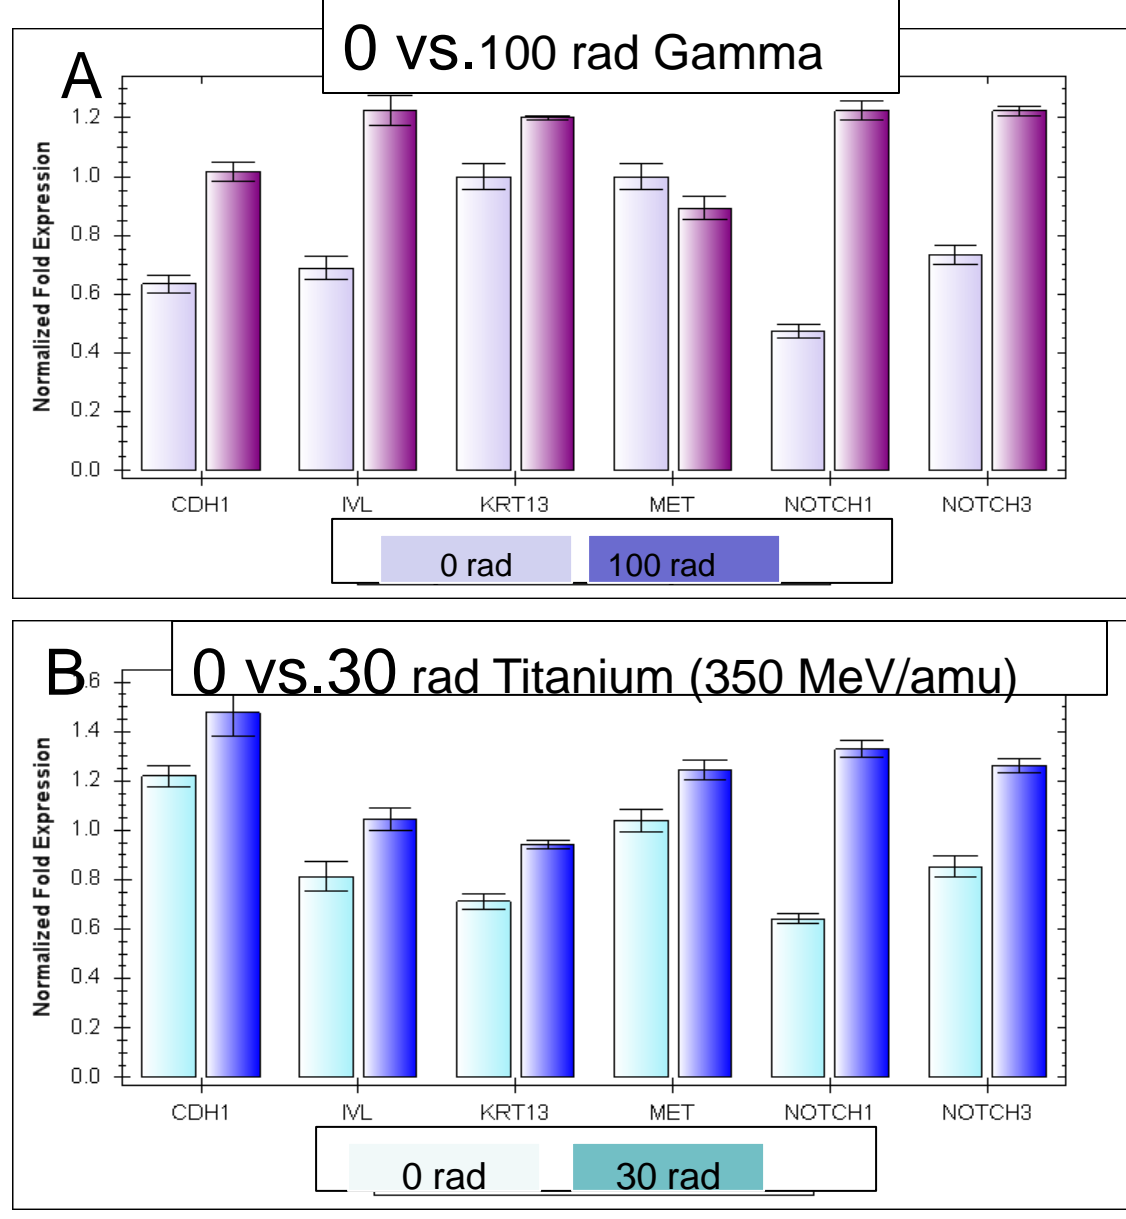 0 vs.100 rad Gamma
A
Normalized Fold Expression
1.2
1.0
0.8
0.6
0.4
0.2
0.0
CDH1 IVL KRT13 MET NOTCH1 NOTCH3
0 rad 100 rad
0 vs.30 rad Titanium (350 MeV/amu)
B
.6
Normalized Fold Expression
1.4
1.2
1.0
0.8
0.6
0.4
0.2
0.0
CDH1 IVL KRT13 MET NOTCH1 NOTCH3
0 rad 30 rad